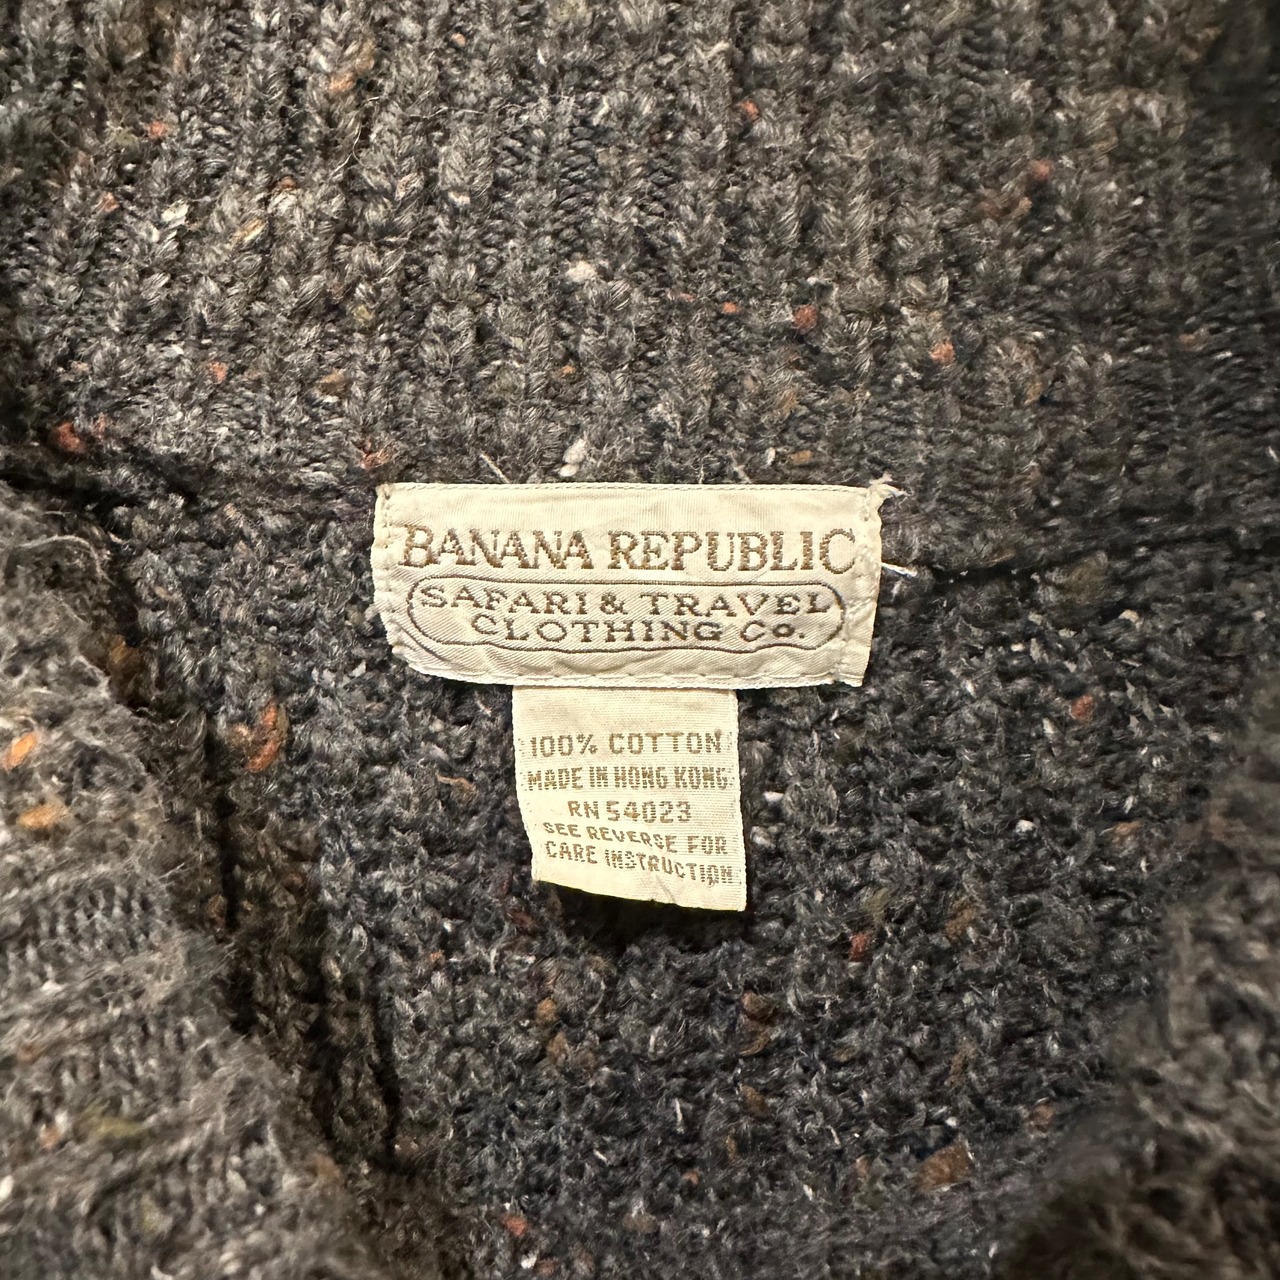 BANANA REPUBLIC
SAFARI & TRAVEL
CLOTHING Co.
100% COTTON
MADE IN HONG KONG
RN 54023
SEE REVERSE FOR
CARE INSTRUCTION